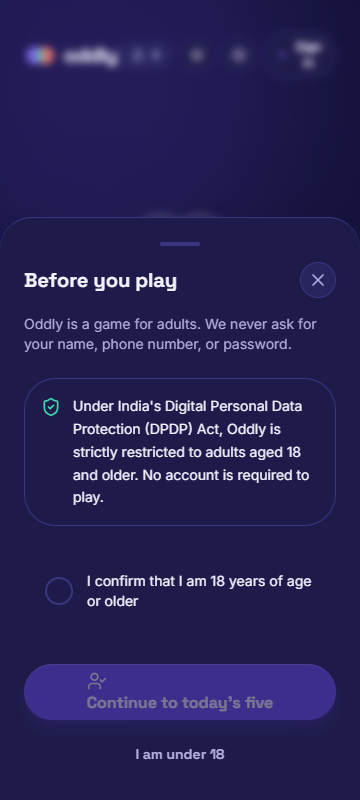 oddly
Before you play
Oddly is a game for adults. We never ask for
your name, phone number, or password.
Under India's Digital Personal Data
Protection (DPDP) Act, Oddly is
strictly restricted to adults aged 18
and older. No account is required to
play.
I confirm that I am 18 years of age
or older
Continue to today's five
I am under 18